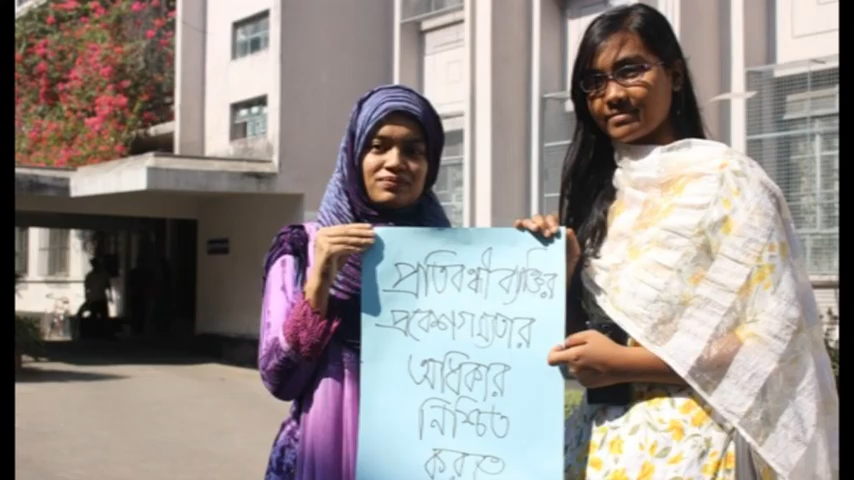 প্রতিবন্ধী ব্যক্তির
প্রবেশগম্যতার
অধিকার
নিশ্চিত
করতে